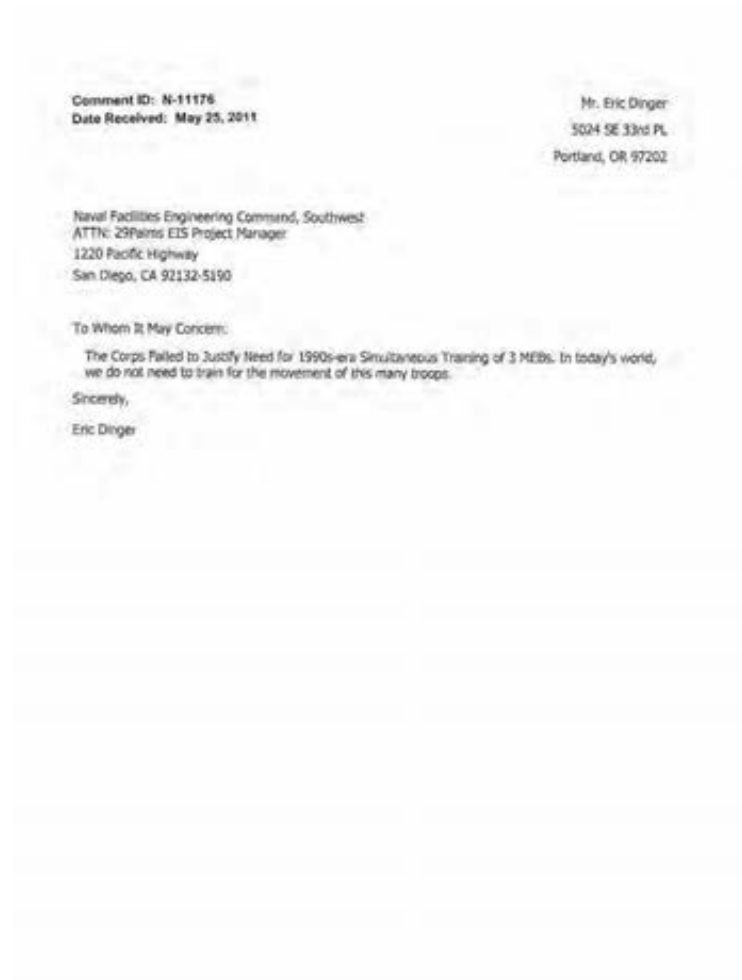 Comment ID: N-11176
Date Received: May 25, 2011
Mr. Eric Dinger
5024 SE 33rd PL
Portland, OR 97202
Naval Facilities Engineering Command, Southwest
ATTN: 29Palms EIS Project Manager
1220 Pacific Highway
San Diego, CA 92132-5190
To Whom It May Concern:
The Corps Failed to Justify Need for 1990s-era Simultaneous Training of 3 MEBs. In today's world,
we do not need to train for the movement of this many troops.
Sincerely,
Eric Dinger